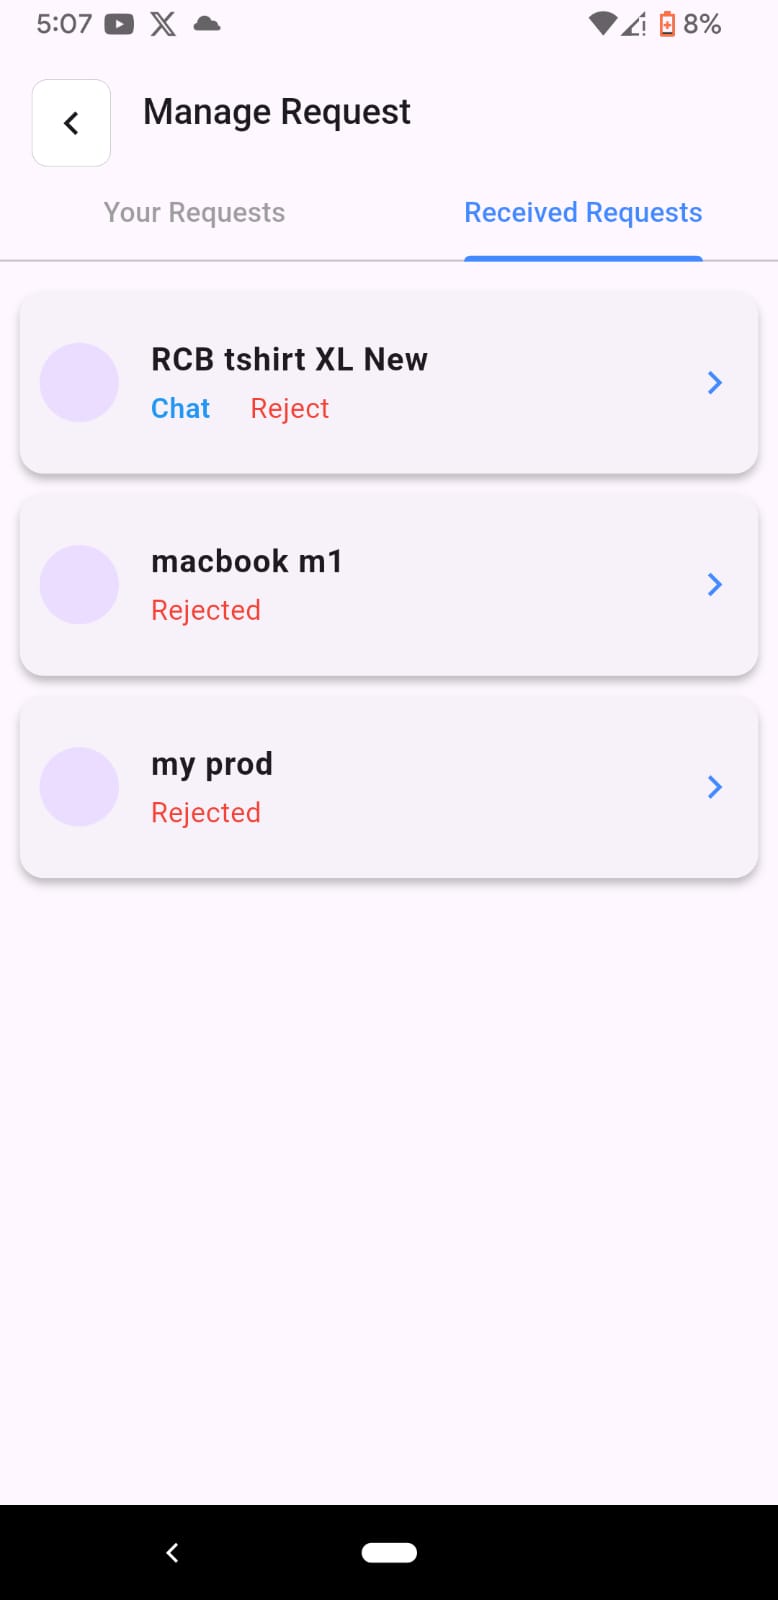 5:07 8%
Manage Request
Your Requests Received Requests
RCB tshirt XL New
Chat Reject
macbook m1
Rejected
my prod
Rejected